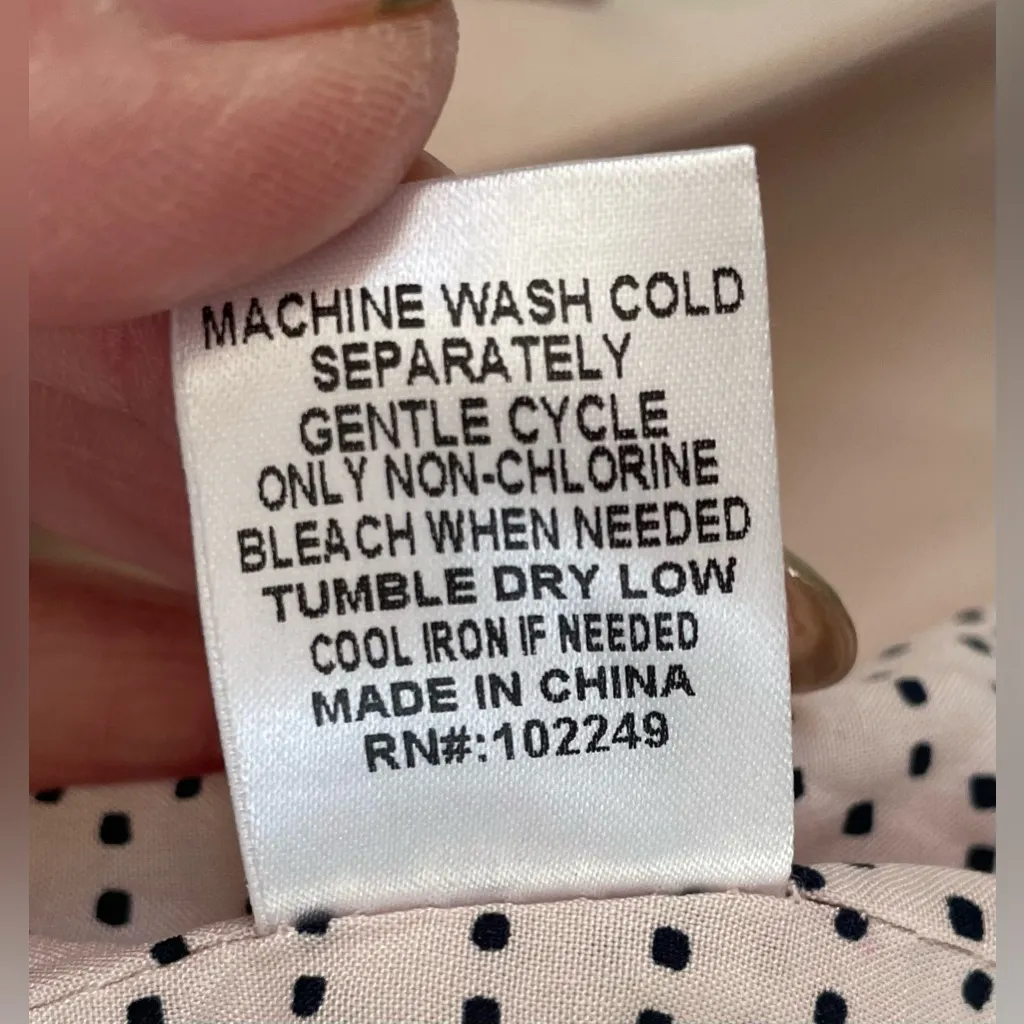 MACHINE WASH COLD
SEPARATELY
GENTLE CYCLE
ONLY NON-CHLORINE
BLEACH WHEN NEEDED
TUMBLE DRY LOW
COOL IRON IF NEEDED
MADE IN CHINA
RN#:102249